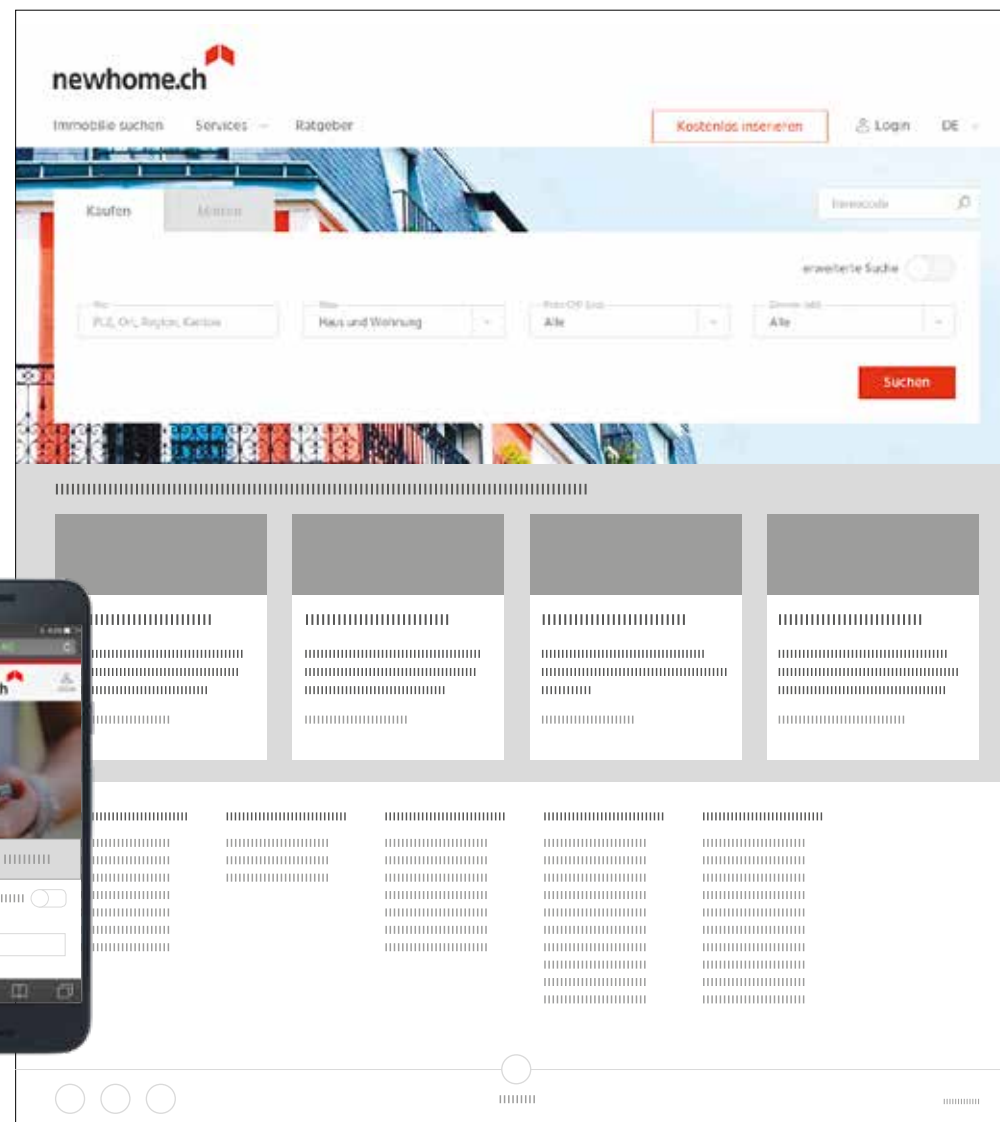 newhome.ch
Immobilie suchen Services Ratgeber Kostenlos inserieren Login DE
Kaufen Mieten
erweiterte Suche
PLZ, Ort, Region, Kanton Haus und Wohnung Alle Alle
Suchen